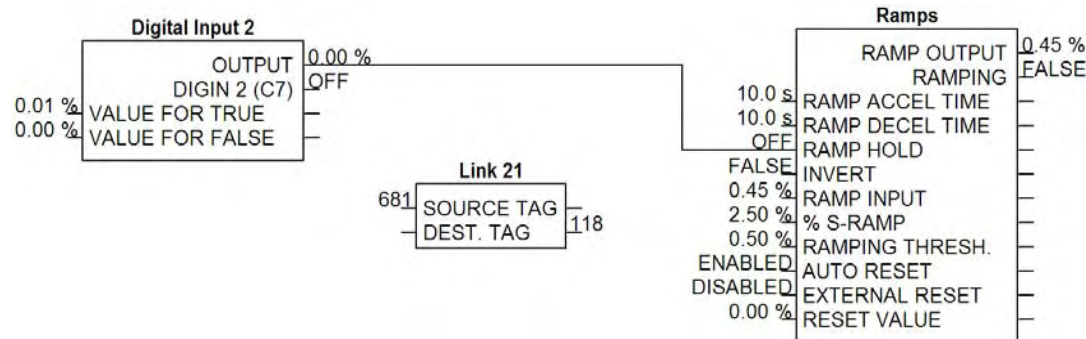 Digital Input 2
OUTPUT 0.00 %
DIGIN 2 (C7) OFF
0.01 % VALUE FOR TRUE
0.00 % VALUE FOR FALSE
Link 21
681 SOURCE TAG
DEST. TAG 118
Ramps
RAMP OUTPUT 0.45 %
RAMPING FALSE
10.0 s RAMP ACCEL TIME
10.0 s RAMP DECEL TIME
OFF RAMP HOLD
FALSE INVERT
0.45 % RAMP INPUT
2.50 % % S-RAMP
0.50 % RAMPING THRESH.
ENABLED AUTO RESET
DISABLED EXTERNAL RESET
0.00 % RESET VALUE